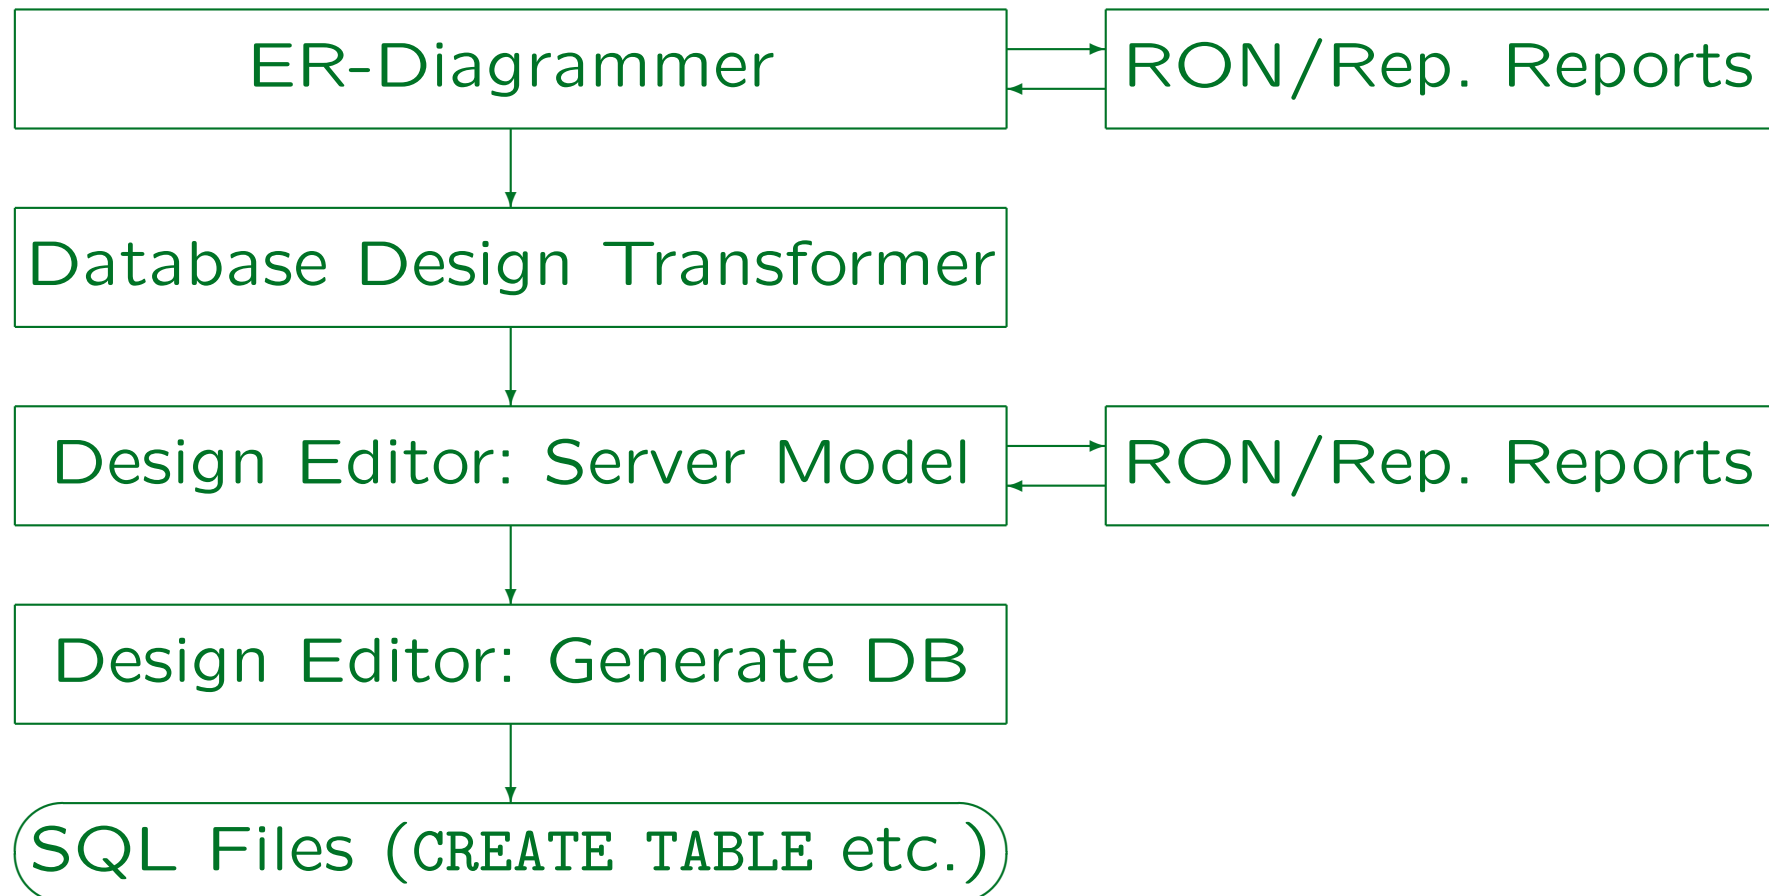 ER-Diagrammer
RON/Rep. Reports
Database Design Transformer
Design Editor: Server Model
RON/Rep. Reports
Design Editor: Generate DB
SQL Files (CREATE TABLE etc.)